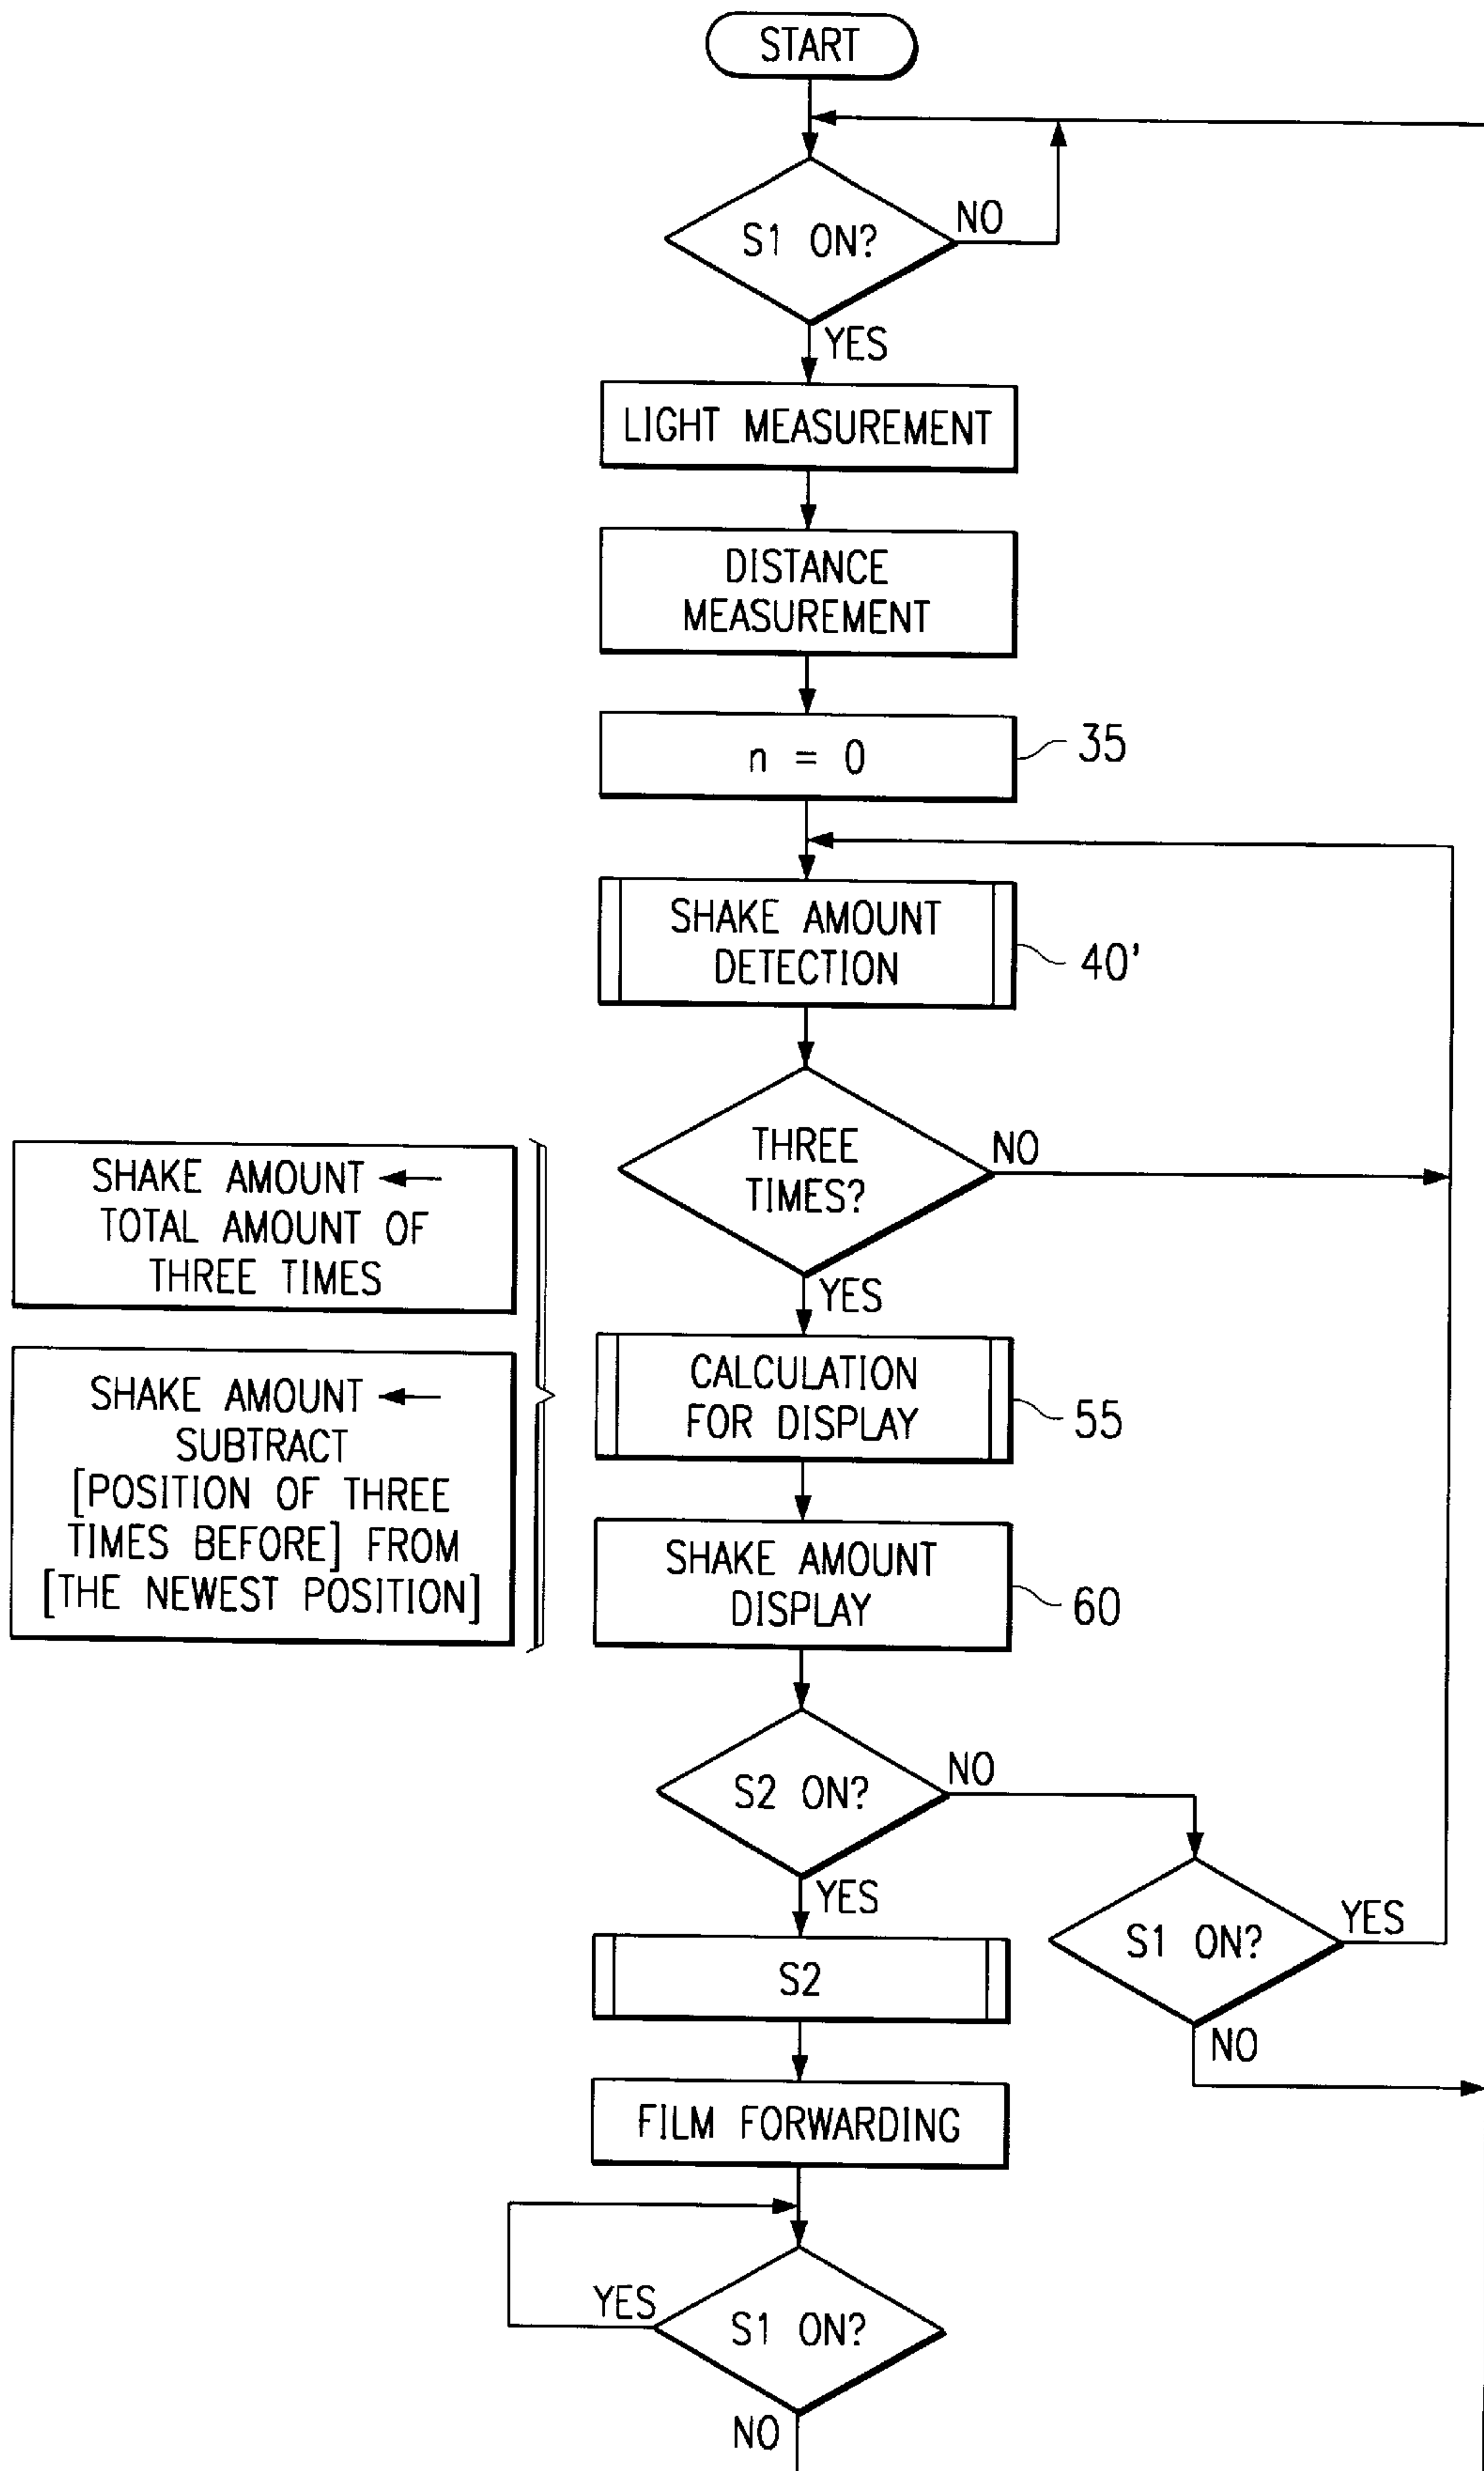 START
S1 ON?
NO
YES
LIGHT MEASUREMENT
DISTANCE
MEASUREMENT
n = 0
35
SHAKE AMOUNT
DETECTION
40'
THREE
TIMES?
NO
YES
SHAKE AMOUNT ←
TOTAL AMOUNT OF
THREE TIMES
SHAKE AMOUNT ←
SUBTRACT
[POSITION OF THREE
TIMES BEFORE] FROM
[THE NEWEST POSITION]
CALCULATION
FOR DISPLAY
55
SHAKE AMOUNT
DISPLAY
60
S2 ON?
NO
YES
S1 ON?
YES
NO
S2
FILM FORWARDING
S1 ON?
YES
NO